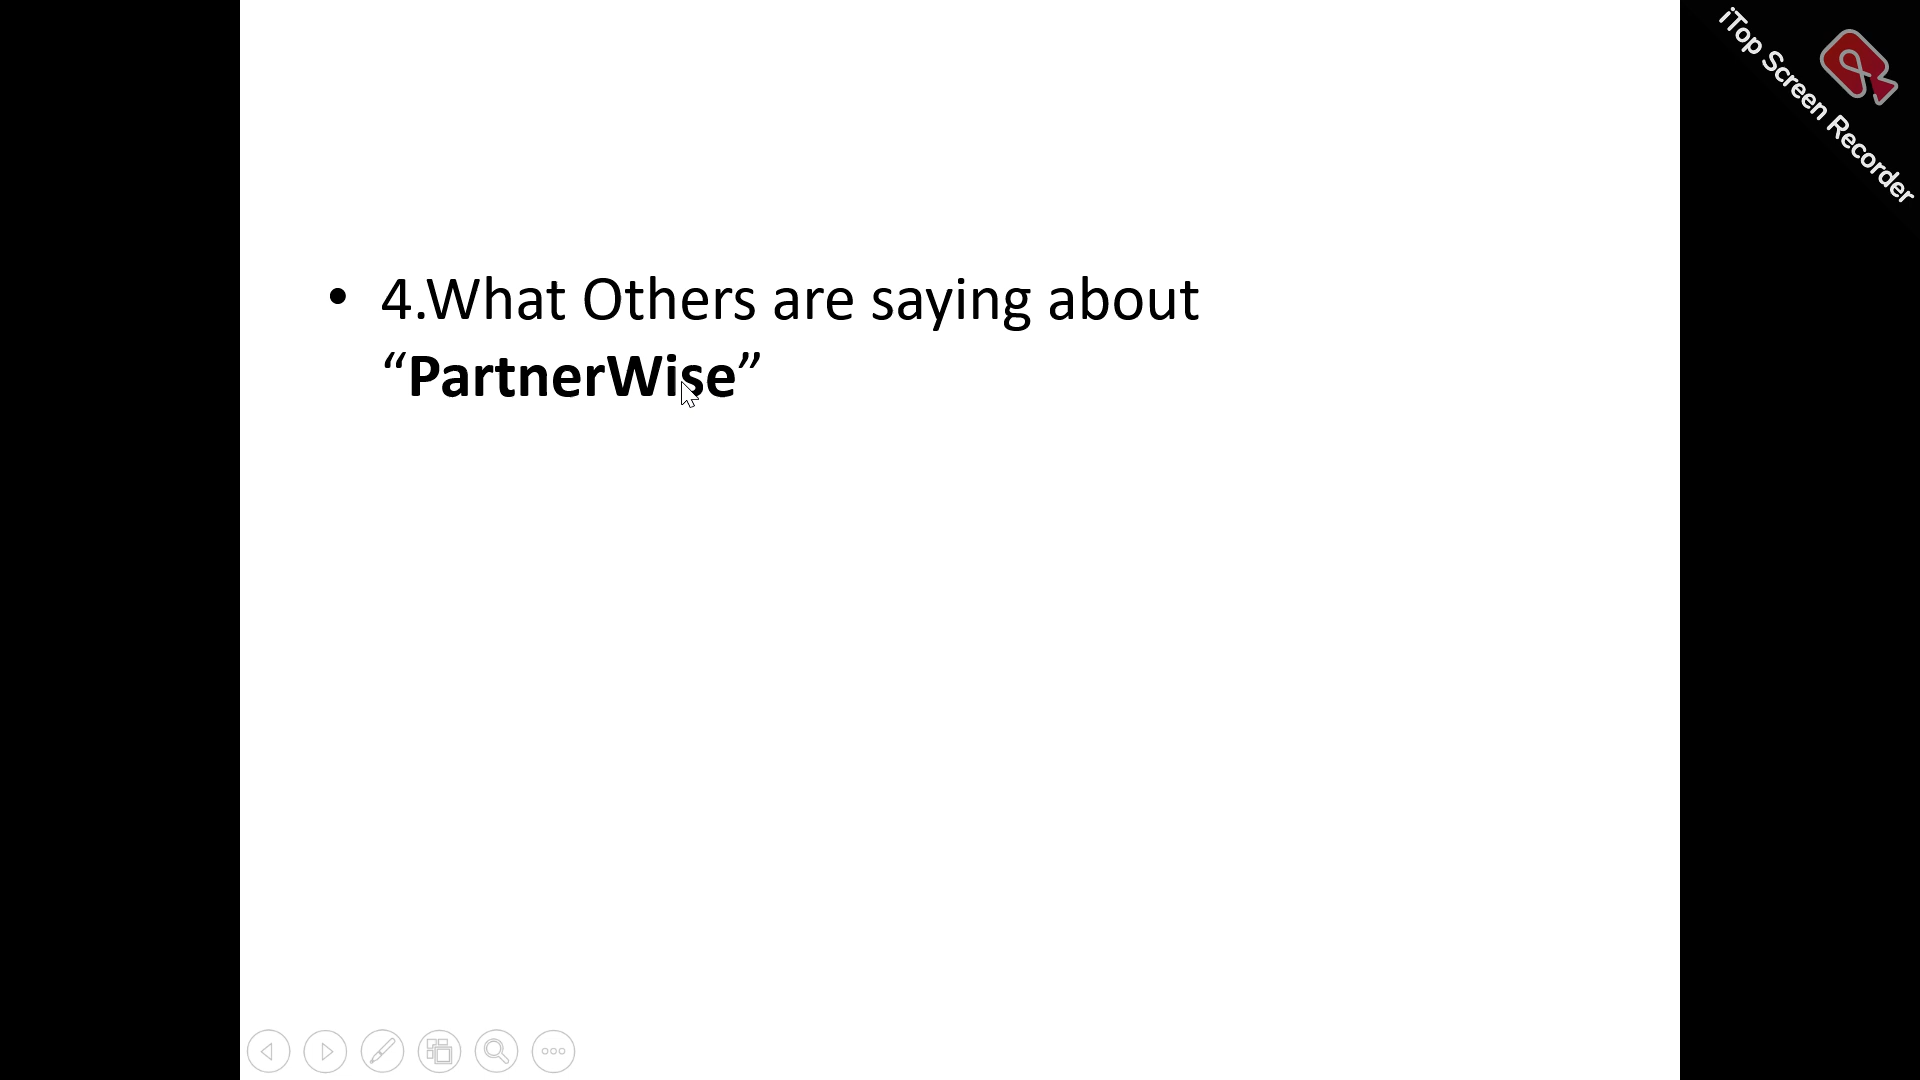 iTop Screen Recorder
• 4.What Others are saying about
“PartnerWise”